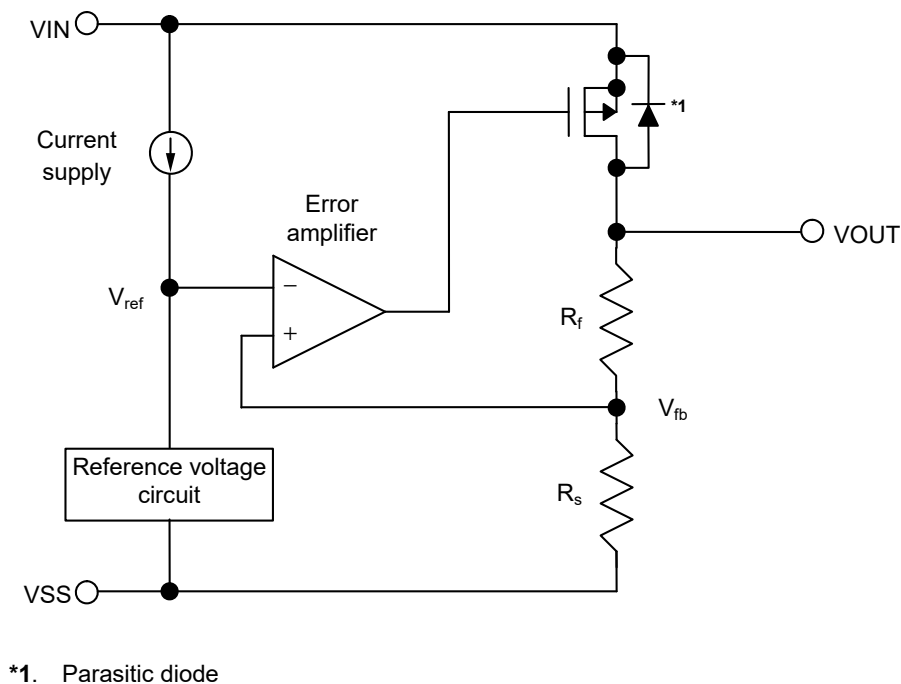 VIN
*1
Current
supply
Error
amplifier
VOUT
Vref
−
+
Rf
Vfb
Reference voltage
circuit
Rs
VSS
*1. Parasitic diode